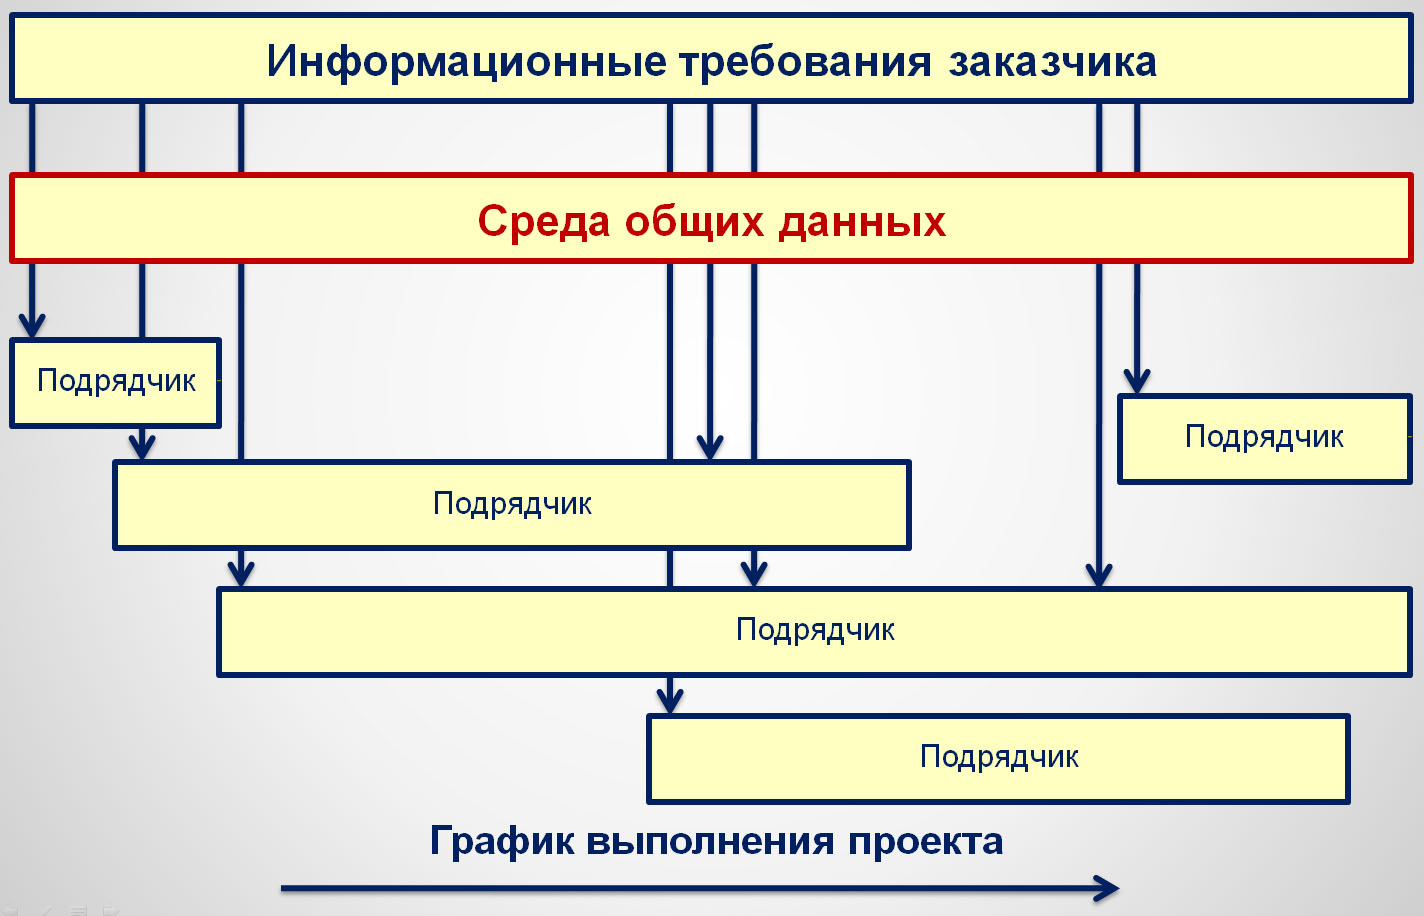 Информационные требования заказчика
Среда общих данных
Подрядчик
Подрядчик
Подрядчик
Подрядчик
Подрядчик
График выполнения проекта